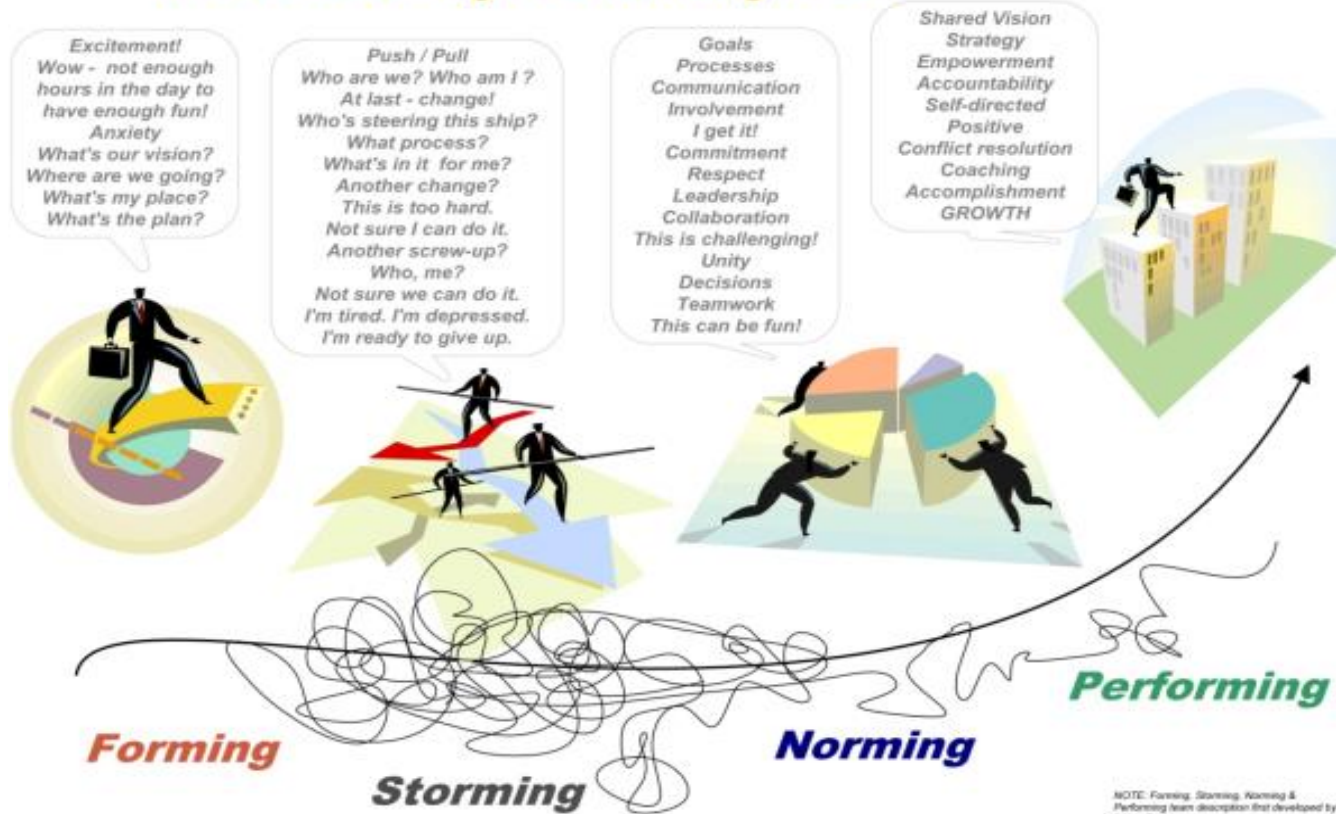 Excitement!
Wow - not enough
hours in the day to
have enough fun!
Anxiety
What's our vision?
Where are we going?
What's my place?
What's the plan?
Push / Pull
Who are we? Who am I ?
At last - change!
Who's steering this ship?
What process?
What's in it for me?
Another change?
This is too hard.
Not sure I can do it.
Another screw-up?
Who, me?
Not sure we can do it.
I'm tired. I'm depressed.
I'm ready to give up.
Goals
Processes
Communication
Involvement
I get it!
Commitment
Respect
Leadership
Collaboration
This is challenging!
Unity
Decisions
Teamwork
This can be fun!
Shared Vision
Strategy
Empowerment
Accountability
Self-directed
Positive
Conflict resolution
Coaching
Accomplishment
GROWTH
Forming
Storming
Norming
Performing
NOTE: Forming, Storming, Norming &
Performing team description first developed by